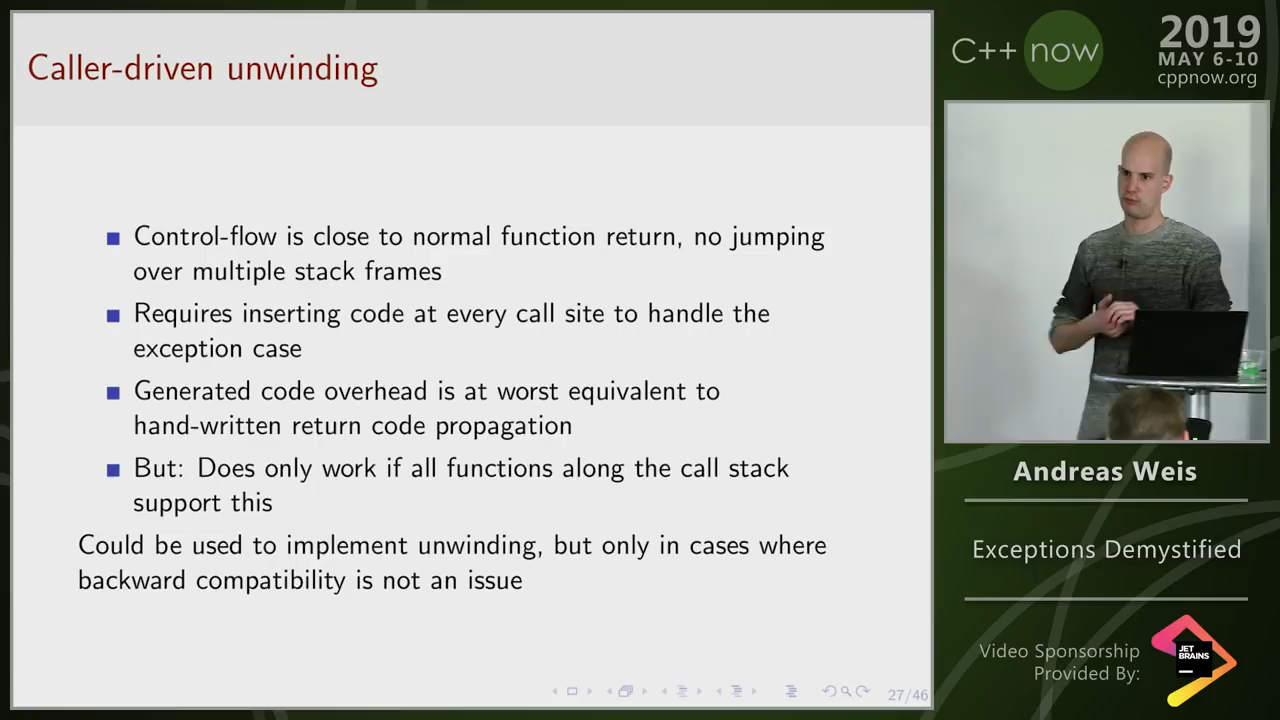 Caller-driven unwinding
Control-flow is close to normal function return, no jumping
over multiple stack frames
Requires inserting code at every call site to handle the
exception case
Generated code overhead is at worst equivalent to
hand-written return code propagation
But: Does only work if all functions along the call stack
support this
Could be used to implement unwinding, but only in cases where
backward compatibility is not an issue
27/46
C++ now
2019
MAY 6-10
cppnow.org
Andreas Weis
Exceptions Demystified
Video Sponsorship
Provided By:
JET
BRAINS